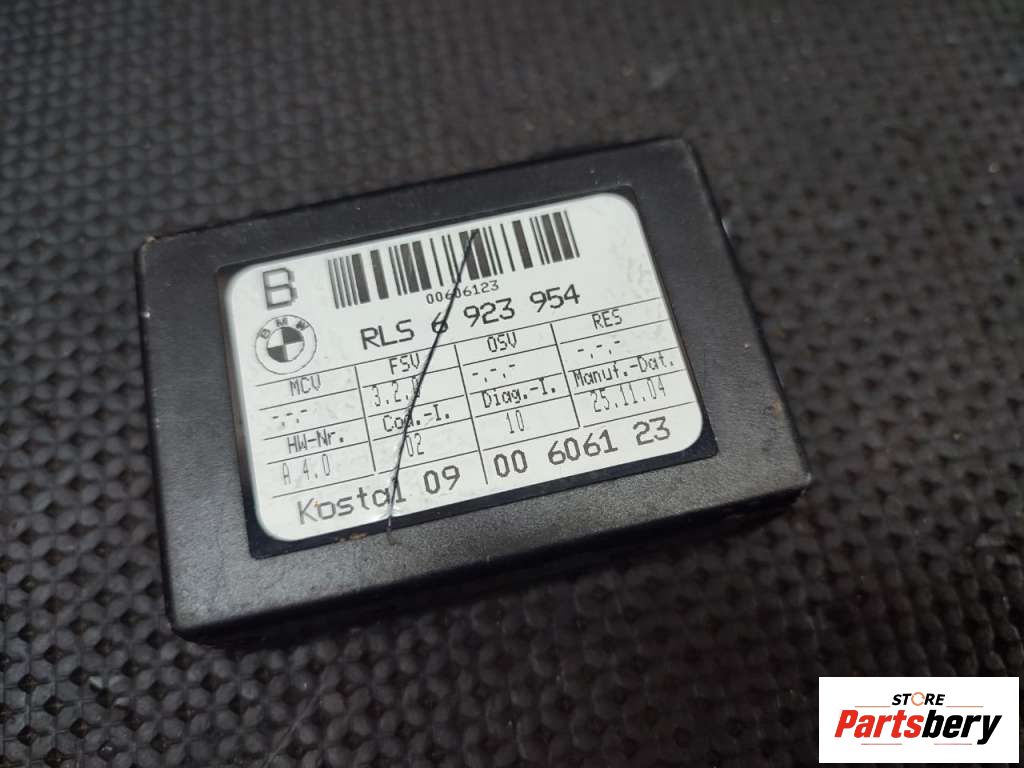 B
00606123
BMW
RLS 6 923 954
MCV FSV OSV RES
-.-.- 3.2.0 -.-.- -.-.-
HW-Nr. Cod.-I. Diag.-I. Manuf.-Dat.
A 4.0 02 10 25.11.04
Kostal 09 00 6061 23
STORE
Partsbery